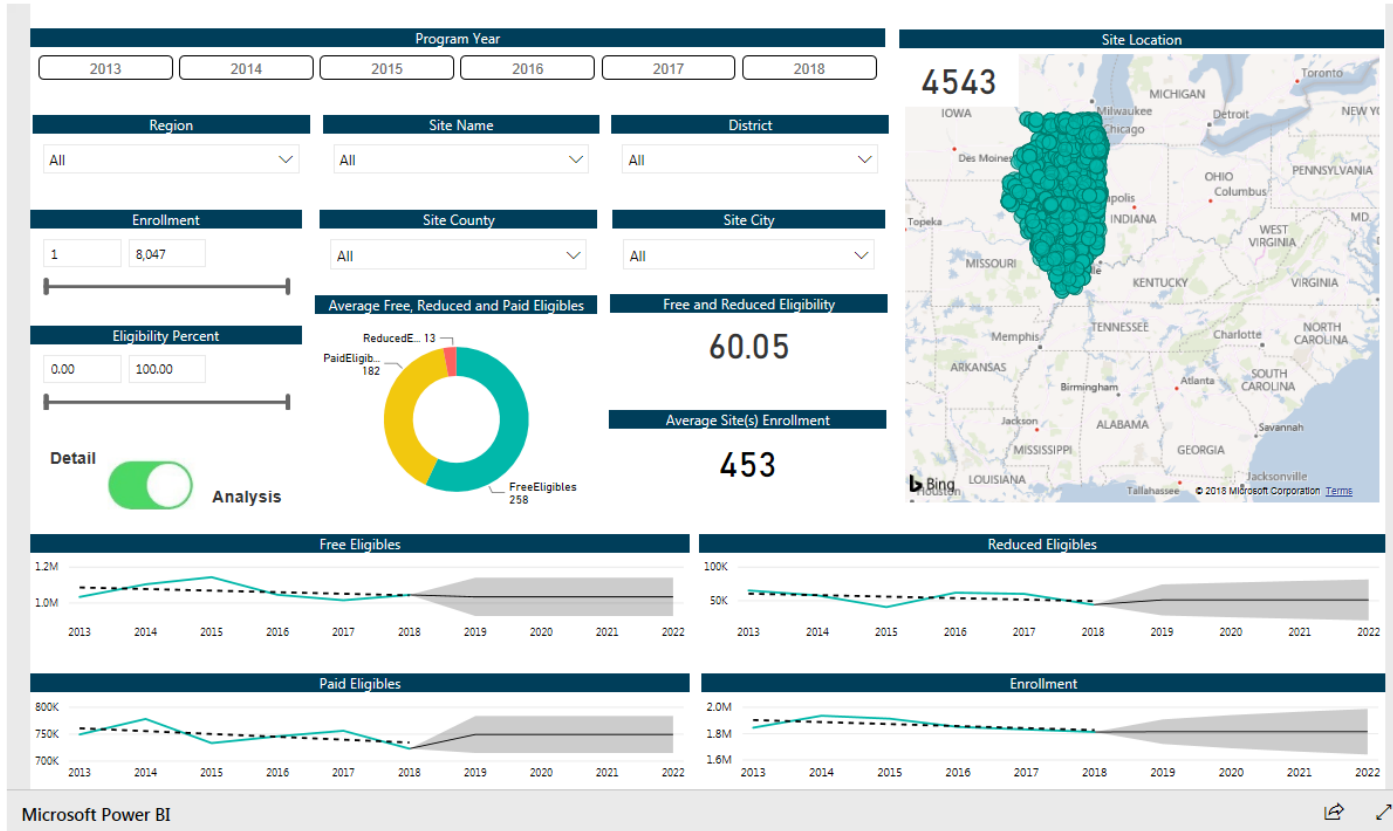 Program Year
2013 2014 2015 2016 2017 2018
Region Site Name District
All All All
Enrollment Site County Site City
1 8,047 All All
Average Free, Reduced and Paid Eligibles
Free and Reduced Eligibility
60.05
Eligibility Percent
0.00 100.00
ReducedE... 13
PaidEligib...
182
FreeEligibles
258
Average Site(s) Enrollment
453
Detail
Analysis
Site Location
4543
Toronto
MICHIGAN
IOWA Milwaukee Detroit
Chicago
Des Moines
OHIO PENNSYLVANIA
Columbus
apolis
Topeka INDIANA MD
WEST
VIRGINIA
MISSOURI
KENTUCKY VIRGINIA
Memphis TENNESSEE Charlotte NORTH
CAROLINA
ARKANSAS SOUTH
Birmingham Atlanta CAROLINA
Jackson ALABAMA Savannah
MISSISSIPPI GEORGIA
LOUISIANA Jacksonville
Bing Tallahassee © 2018 Microsoft Corporation Terms
Houston
Free Eligibles
1.2M
1.0M
2013 2014 2015 2016 2017 2018 2019 2020 2021 2022
Reduced Eligibles
100K
50K
2013 2014 2015 2016 2017 2018 2019 2020 2021 2022
Paid Eligibles
800K
750K
700K
2013 2014 2015 2016 2017 2018 2019 2020 2021 2022
Enrollment
2.0M
1.8M
1.6M
2013 2014 2015 2016 2017 2018 2019 2020 2021 2022
Microsoft Power BI